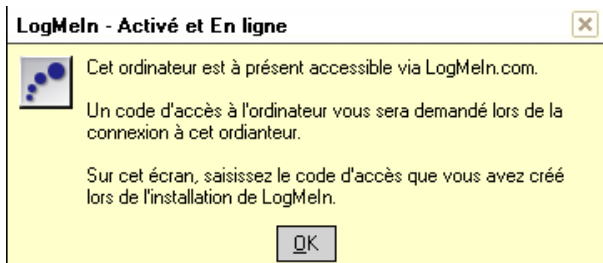 LogMeIn - Activé et En ligne
Cet ordinateur est à présent accessible via LogMeIn.com.
Un code d'accès à l'ordinateur vous sera demandé lors de la
connexion à cet ordianteur.
Sur cet écran, saisissez le code d'accès que vous avez créé
lors de l'installation de LogMeIn.
OK